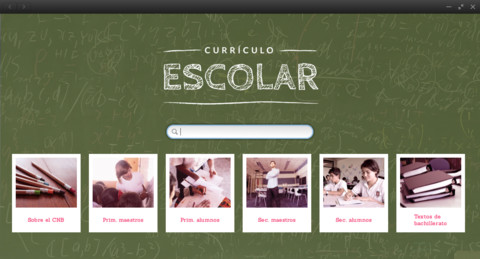 CURRÍCULO
ESCOLAR
Sobre el CNB
Prim. maestros
Prim. alumnos
Sec. maestros
Sec. alumnos
Textos de
bachillerato